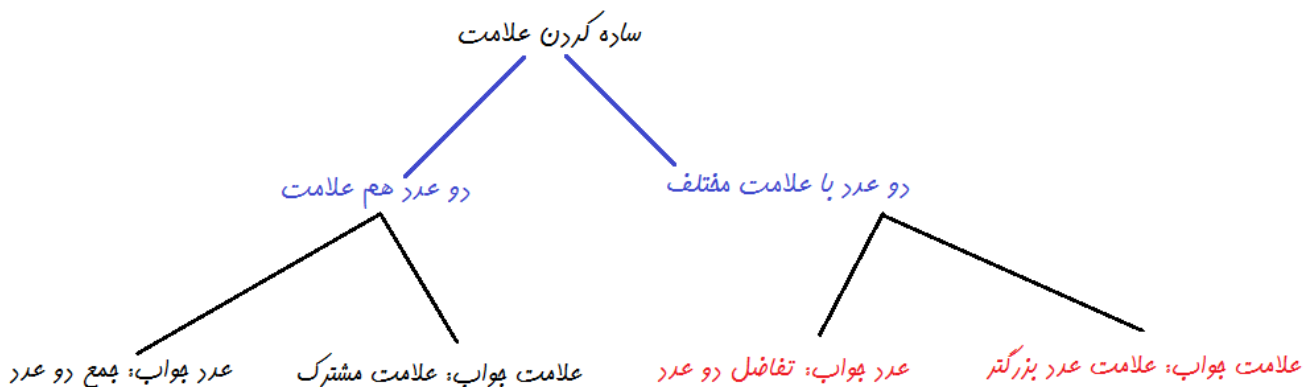 ساده کردن علامت
دو عدد با علامت مختلف
دو عدد هم علامت
علامت جواب: علامت عدد بزرگتر
عدد جواب: تفاضل دو عدد
علامت جواب: علامت مشترک
عدد جواب: جمع دو عدد